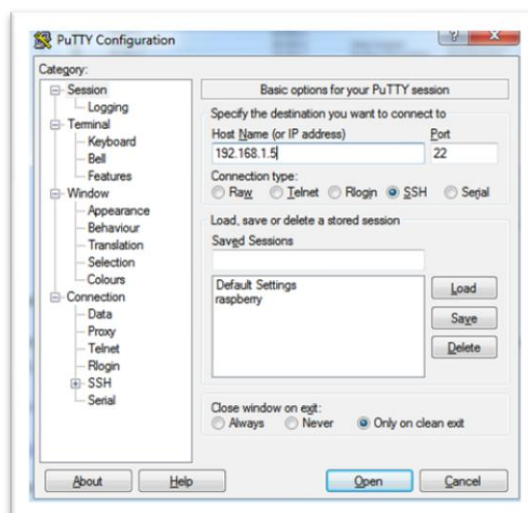 PuTTY Configuration
Category:
Session
Logging
Terminal
Keyboard
Bell
Features
Window
Appearance
Behaviour
Translation
Selection
Colours
Connection
Data
Proxy
Telnet
Rlogin
SSH
Serial
Basic options for your PuTTY session
Specify the destination you want to connect to
Host Name (or IP address) Port
192.168.1.5 22
Connection type:
Raw Telnet Rlogin SSH Serial
Load, save or delete a stored session
Saved Sessions
Default Settings
raspberry
Load
Save
Delete
Close window on exit:
Always Never Only on clean exit
About Help Open Cancel